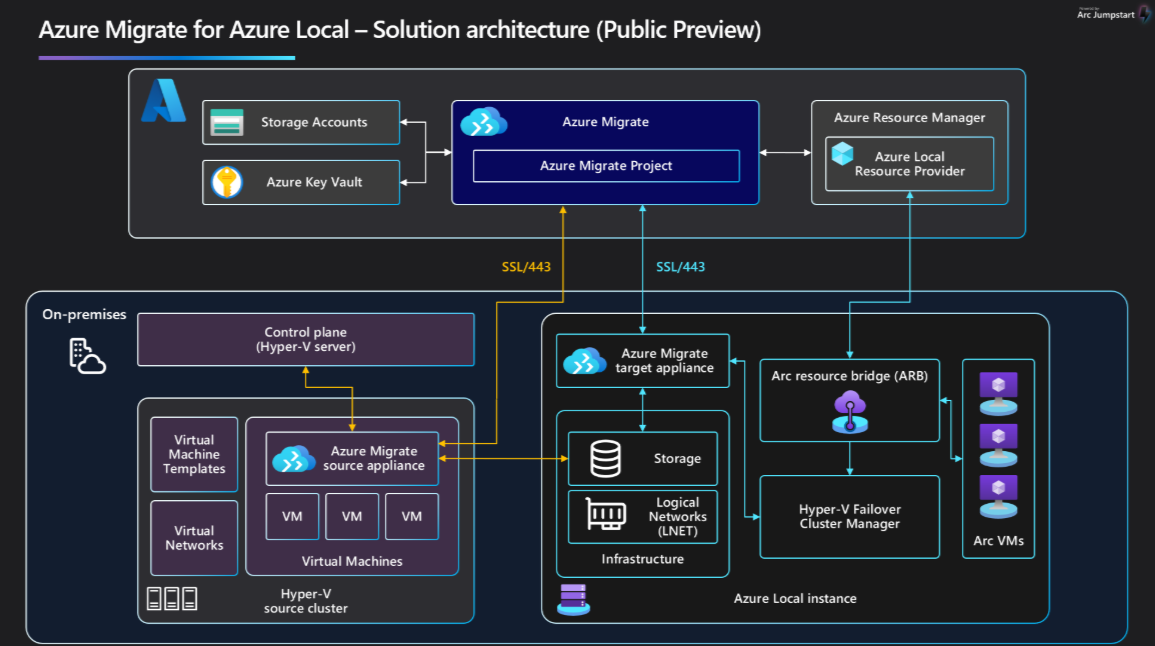 Powered by
Arc Jumpstart
Azure Migrate for Azure Local – Solution architecture (Public Preview)
Storage Accounts
Azure Key Vault
Azure Migrate
Azure Migrate Project
Azure Resource Manager
Azure Local
Resource Provider
SSL/443
SSL/443
On-premises
Control plane
(Hyper-V server)
Virtual
Machine
Templates
Virtual
Networks
Azure Migrate
source appliance
VM
VM
VM
Virtual Machines
Hyper-V
source cluster
Azure Migrate
target appliance
Storage
Logical
Networks
(LNET)
Infrastructure
Arc resource bridge (ARB)
Hyper-V Failover
Cluster Manager
Arc VMs
Azure Local instance